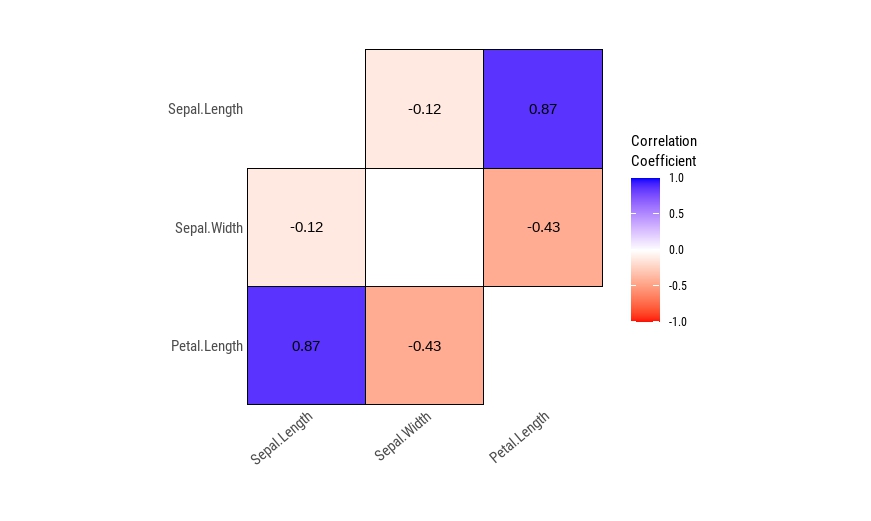 Sepal.Length
-0.12
0.87
Correlation
Coefficient
1.0
0.5
0.0
-0.5
-1.0
Sepal.Width
-0.12
-0.43
Petal.Length
0.87
-0.43
Sepal.Length
Sepal.Width
Petal.Length